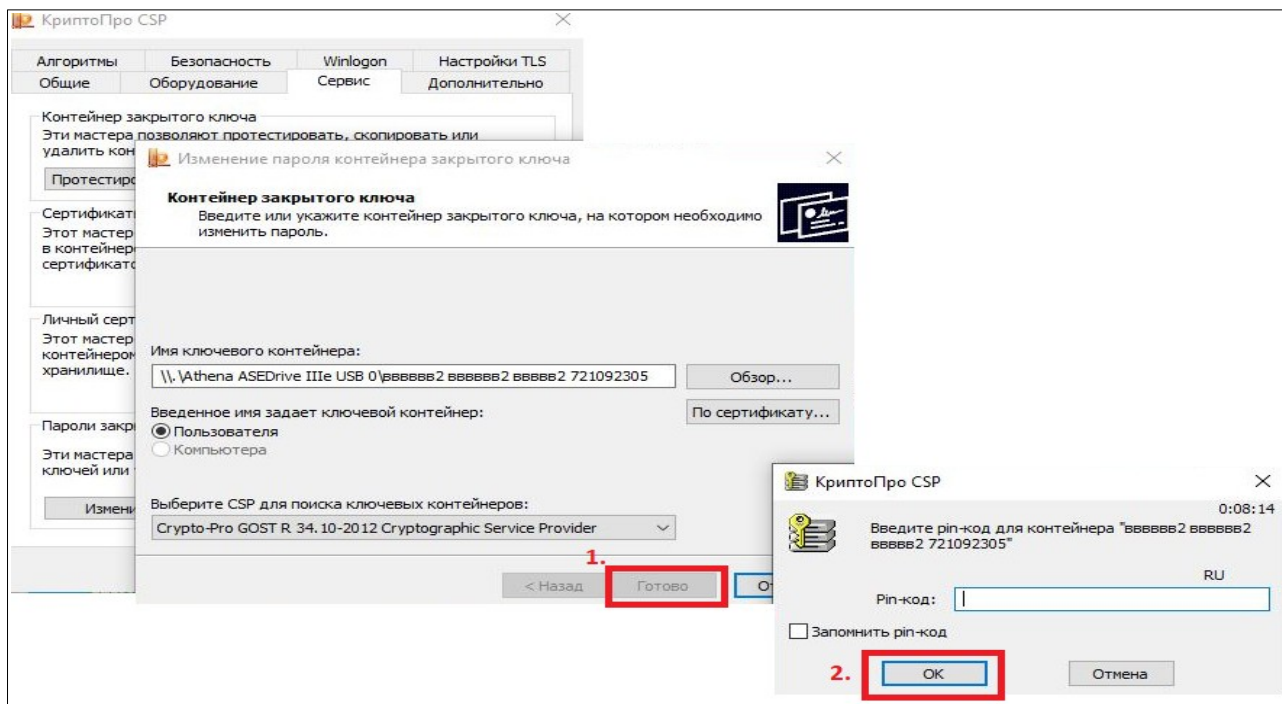 КриптоПро CSP
Алгоритмы Безопасность Winlogon Настройки TLS
Общие Оборудование Сервис Дополнительно
Контейнер закрытого ключа
Эти мастера позволяют протестировать, скопировать или
удалить кон
Протестиро
Сертификат
Этот мастер
в контейнер
сертификато
Личный серт
Этот мастер
контейнером
хранилище.
Пароли закр
Эти мастера
ключей или
Измени
Изменение пароля контейнера закрытого ключа
Контейнер закрытого ключа
Введите или укажите контейнер закрытого ключа, на котором необходимо
изменить пароль.
Имя ключевого контейнера:
\\.\Athena ASEDrive IIIe USB 0\вввввв2 вввввв2 ввввв2 721092305 Обзор...
Введенное имя задает ключевой контейнер: По сертификату...
Пользователя
Компьютера
Выберите CSP для поиска ключевых контейнеров:
Crypto-Pro GOST R 34.10-2012 Cryptographic Service Provider
1.
< Назад Готово
КриптоПро CSP
0:08:14
Введите pin-код для контейнера "вввввв2 вввввв2
ввввв2 721092305"
RU
Pin-код:
Запомнить pin-код
2. OK Отмена